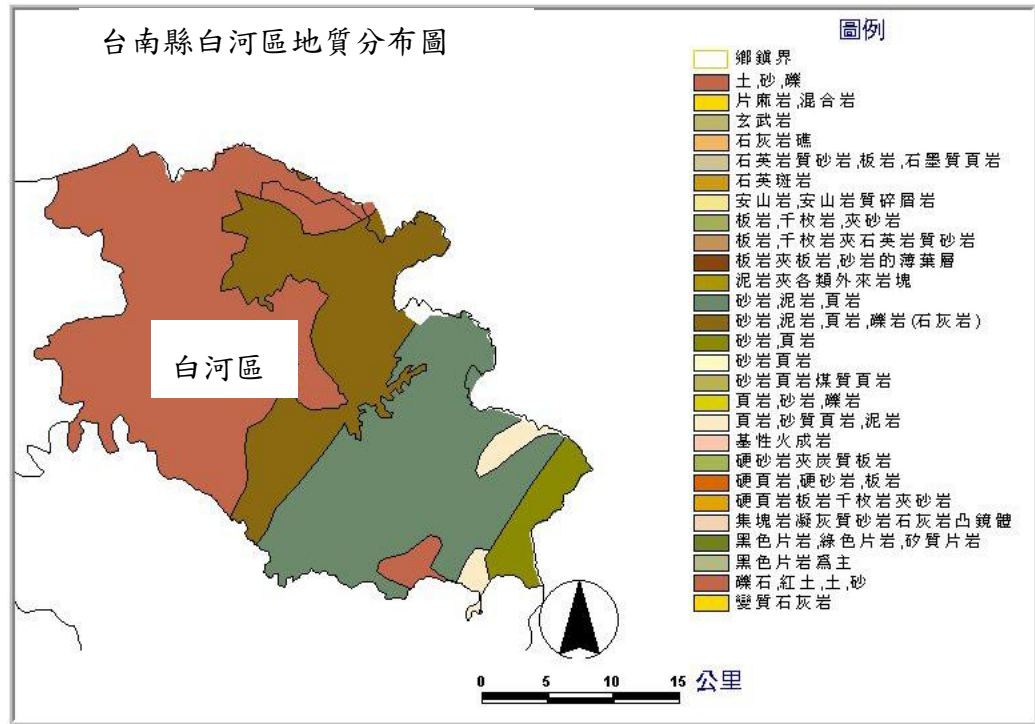 台南縣白河區地質分布圖
白河區
圖例
鄉鎮界
土,砂,礫
片麻岩,混合岩
玄武岩
石灰岩礁
石英岩質砂岩,板岩,石墨質頁岩
石英斑岩
安山岩,安山岩質碎屑岩
板岩,千枚岩,夾砂岩
板岩,千枚岩夾石英岩質砂岩
板岩夾板岩,砂岩的薄葉層
泥岩夾各類外來岩塊
砂岩,泥岩,頁岩
砂岩,泥岩,頁岩,礫岩(石灰岩)
砂岩,頁岩
砂岩頁岩
砂岩頁岩煤質頁岩
頁岩,砂岩,礫岩
頁岩,砂質頁岩,泥岩
基性火成岩
硬砂岩夾炭質板岩
硬頁岩,硬砂岩,板岩
硬頁岩板岩千枚岩夾砂岩
集塊岩凝灰質砂岩石灰岩凸鏡體
黑色片岩,綠色片岩,矽質片岩
黑色片岩爲主
礫石,紅土,土,砂
變質石灰岩
0 5 10 15 公里